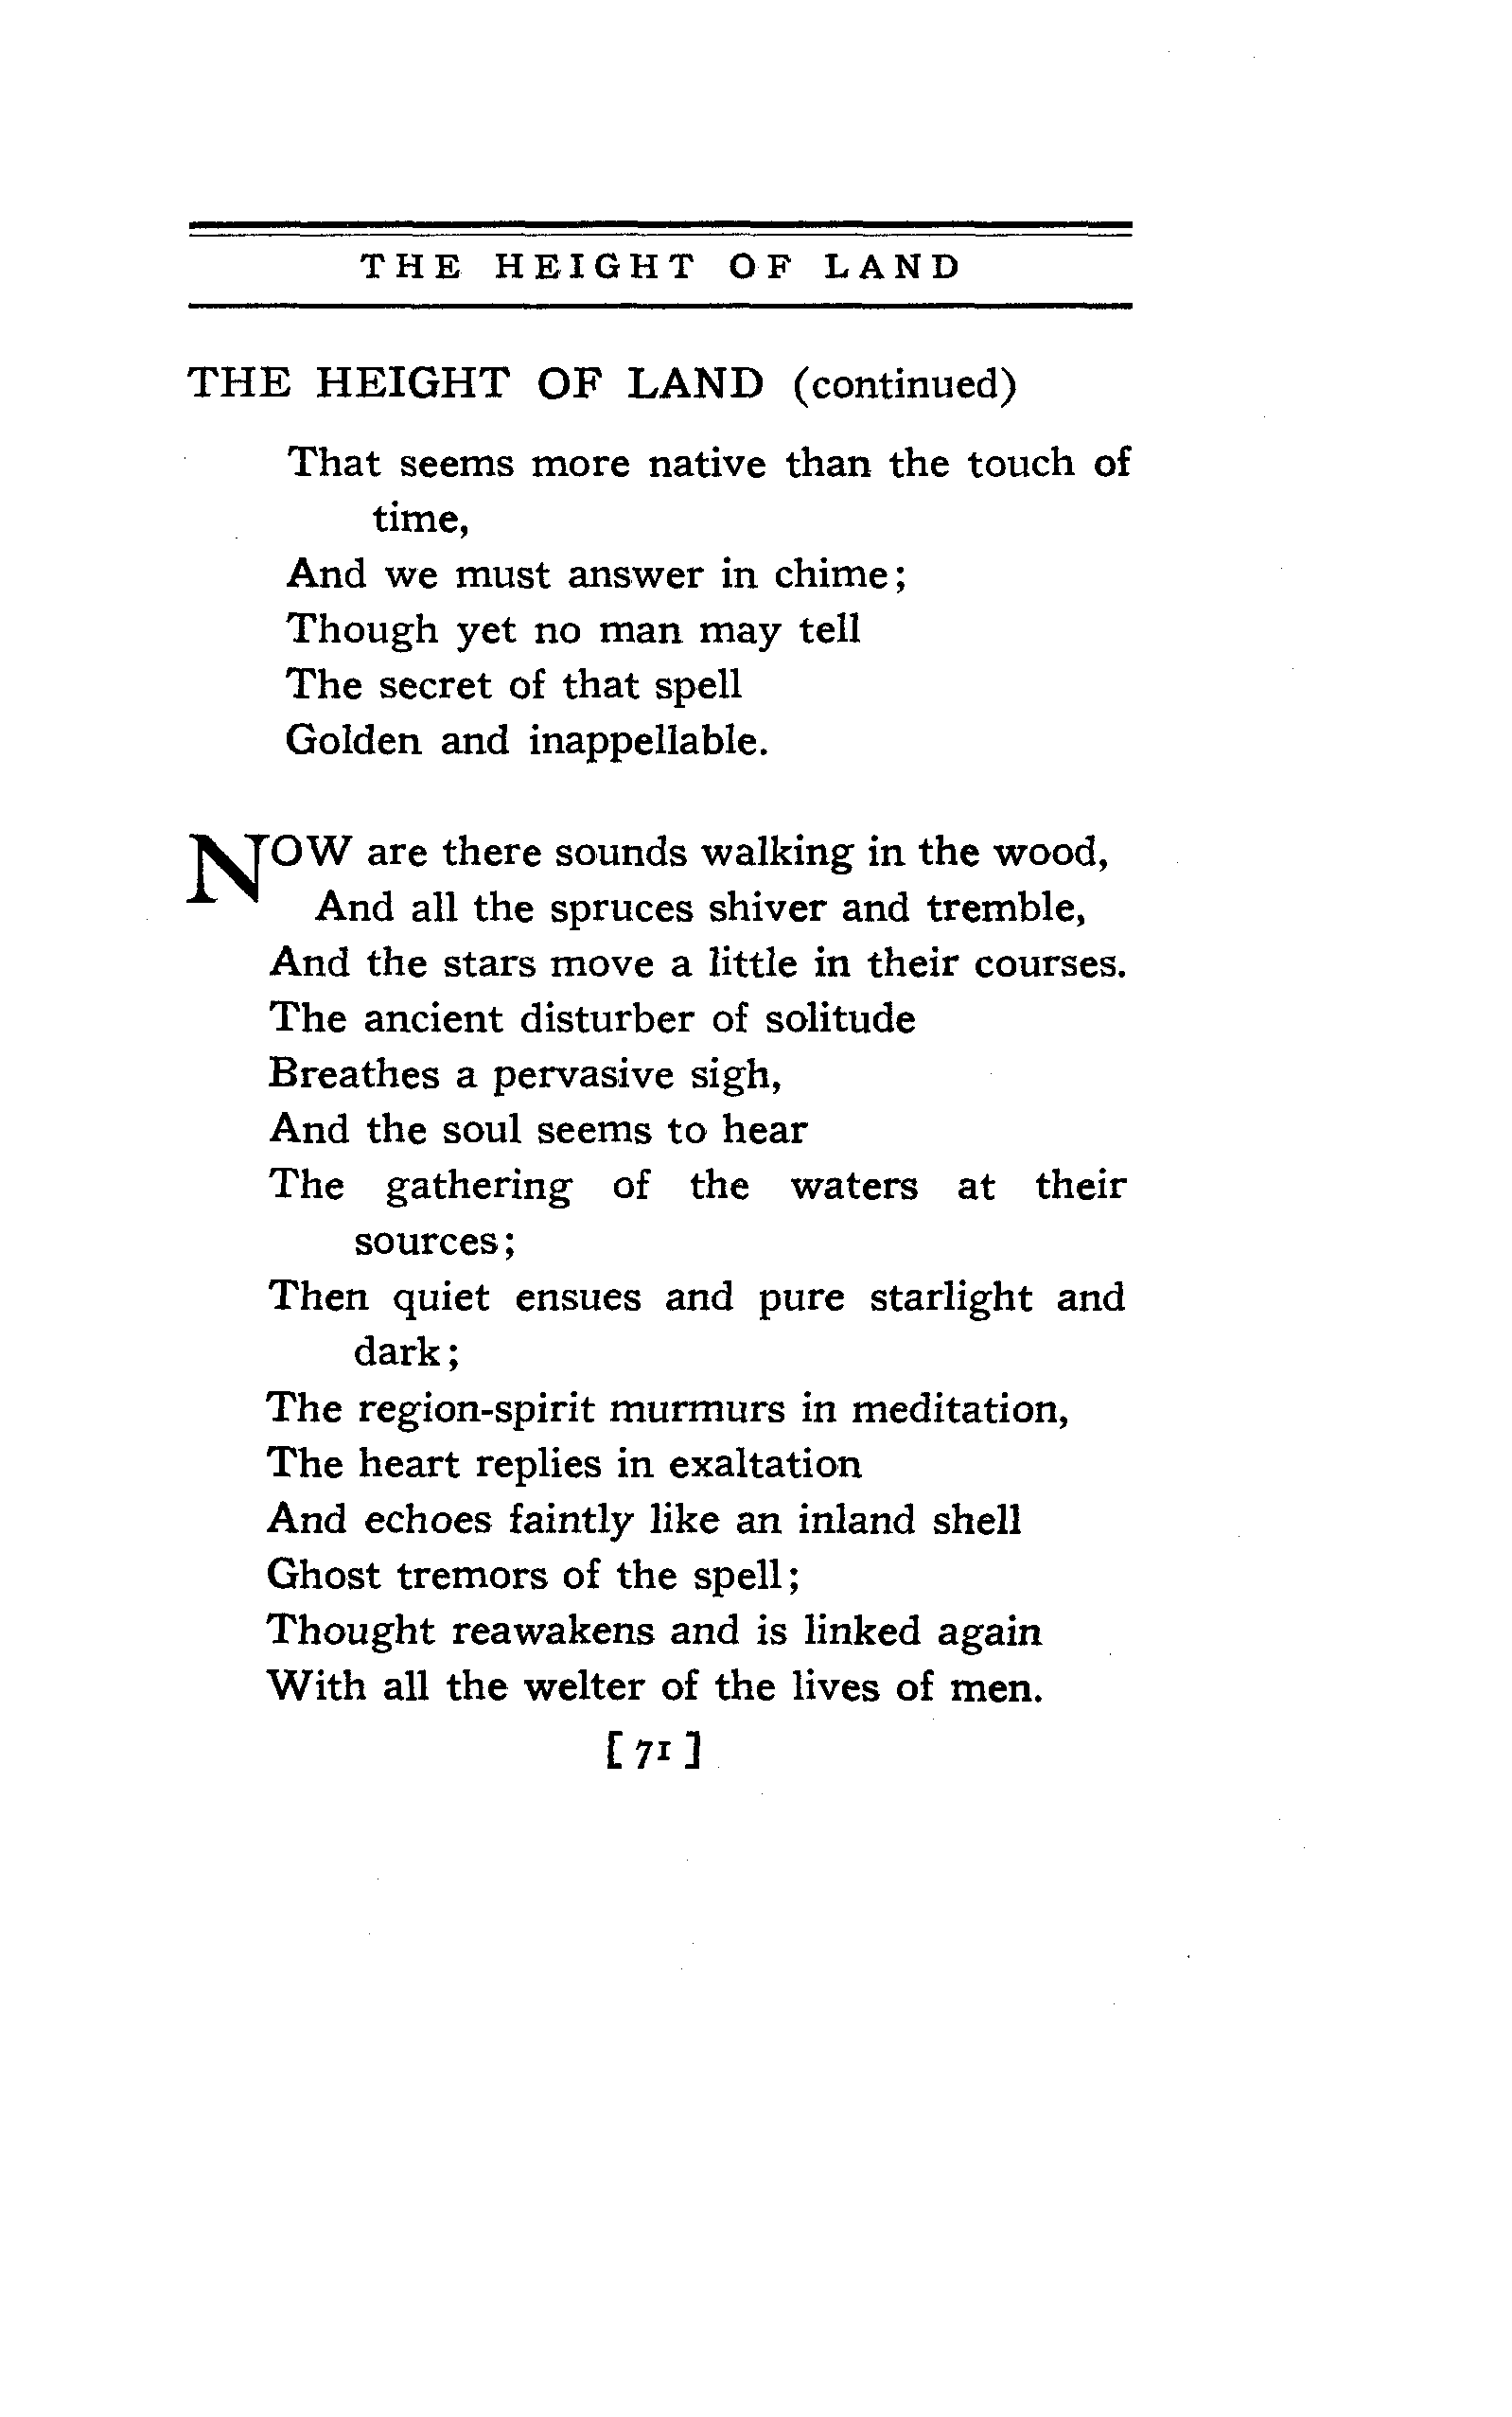 THE HEIGHT OF LAND
THE HEIGHT OF LAND (continued)
That seems more native than the touch of
time,
And we must answer in chime;
Though yet no man may tell
The secret of that spell
Golden and inappellable.
NOW are there sounds walking in the wood,
And all the spruces shiver and tremble,
And the stars move a little in their courses.
The ancient disturber of solitude
Breathes a pervasive sigh,
And the soul seems to hear
The gathering of the waters at their
sources;
Then quiet ensues and pure starlight and
dark;
The region-spirit murmurs in meditation,
The heart replies in exaltation
And echoes faintly like an inland shell
Ghost tremors of the spell;
Thought reawakens and is linked again
With all the welter of the lives of men.
[ 71 ]